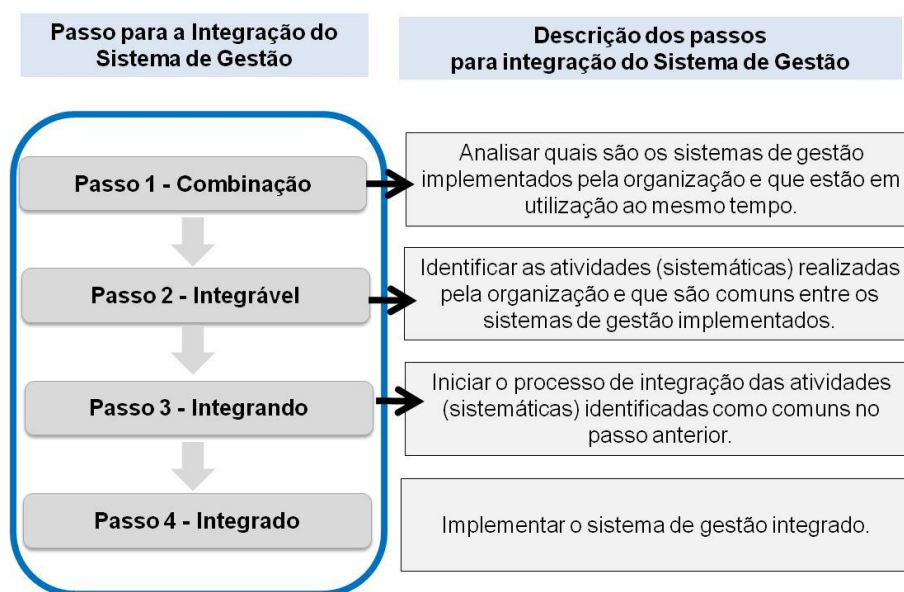 Passo para a Integração do
Sistema de Gestão
Descrição dos passos
para integração do Sistema de Gestão
Passo 1 - Combinação
Analisar quais são os sistemas de gestão
implementados pela organização e que estão em
utilização ao mesmo tempo.
Passo 2 - Integrável
Identificar as atividades (sistemáticas) realizadas
pela organização e que são comuns entre os
sistemas de gestão implementados.
Passo 3 - Integrando
Iniciar o processo de integração das atividades
(sistemáticas) identificadas como comuns no
passo anterior.
Passo 4 - Integrado
Implementar o sistema de gestão integrado.